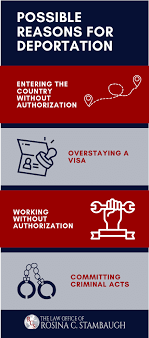 POSSIBLE
REASONS FOR
DEPORTATION
ENTERING THE
COUNTRY
WITHOUT
AUTHORIZATION
OVERSTAYING A
VISA
WORKING
WITHOUT
AUTHORIZATION
COMMITTING
CRIMINAL ACTS
THE LAW OFFICE OF
ROSINA C. STAMBAUGH